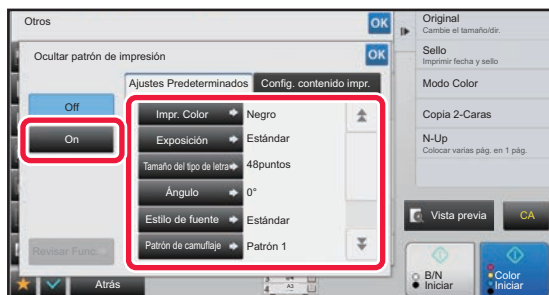 Otros
OK
Ocultar patrón de impresión
OK
Ajustes Predeterminados
Config. contenido impr.
Off
On
Impr. Color
Negro
Exposición
Estándar
Tamaño del tipo de letra
48puntos
Ángulo
0°
Estilo de fuente
Estándar
Patrón de camuflaje
Patrón 1
Revisar Func.
Atrás
A3
4
Original
Cambie el tamaño/dir.
Sello
Imprimir fecha y sello
Modo Color
Copia 2-Caras
N-Up
Colocar varias pág. en 1 pág.
Vista previa
CA
B/N
Iniciar
Color
Iniciar